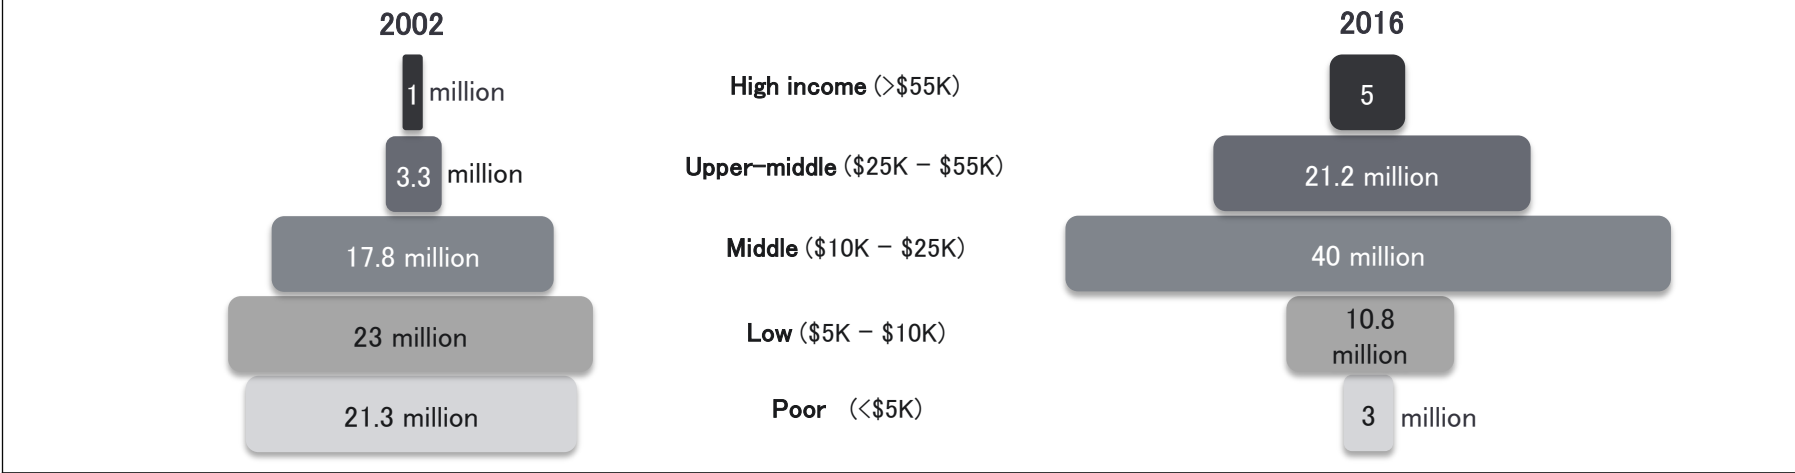 2002
2016
1 million
High income (>$55K)
5
3.3 million
Upper-middle ($25K - $55K)
21.2 million
17.8 million
Middle ($10K - $25K)
40 million
23 million
Low ($5K - $10K)
10.8
million
21.3 million
Poor (<$5K)
3 million